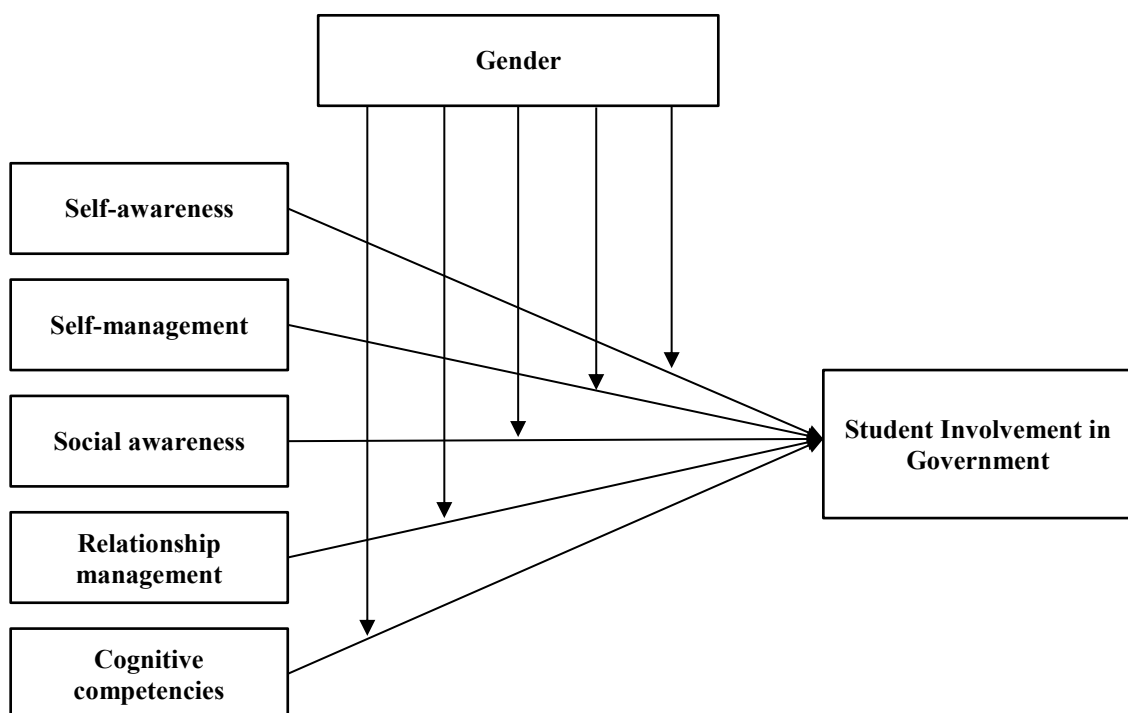 Gender
Self-awareness
Self-management
Social awareness
Relationship
management
Cognitive
competencies
Student Involvement in
Government